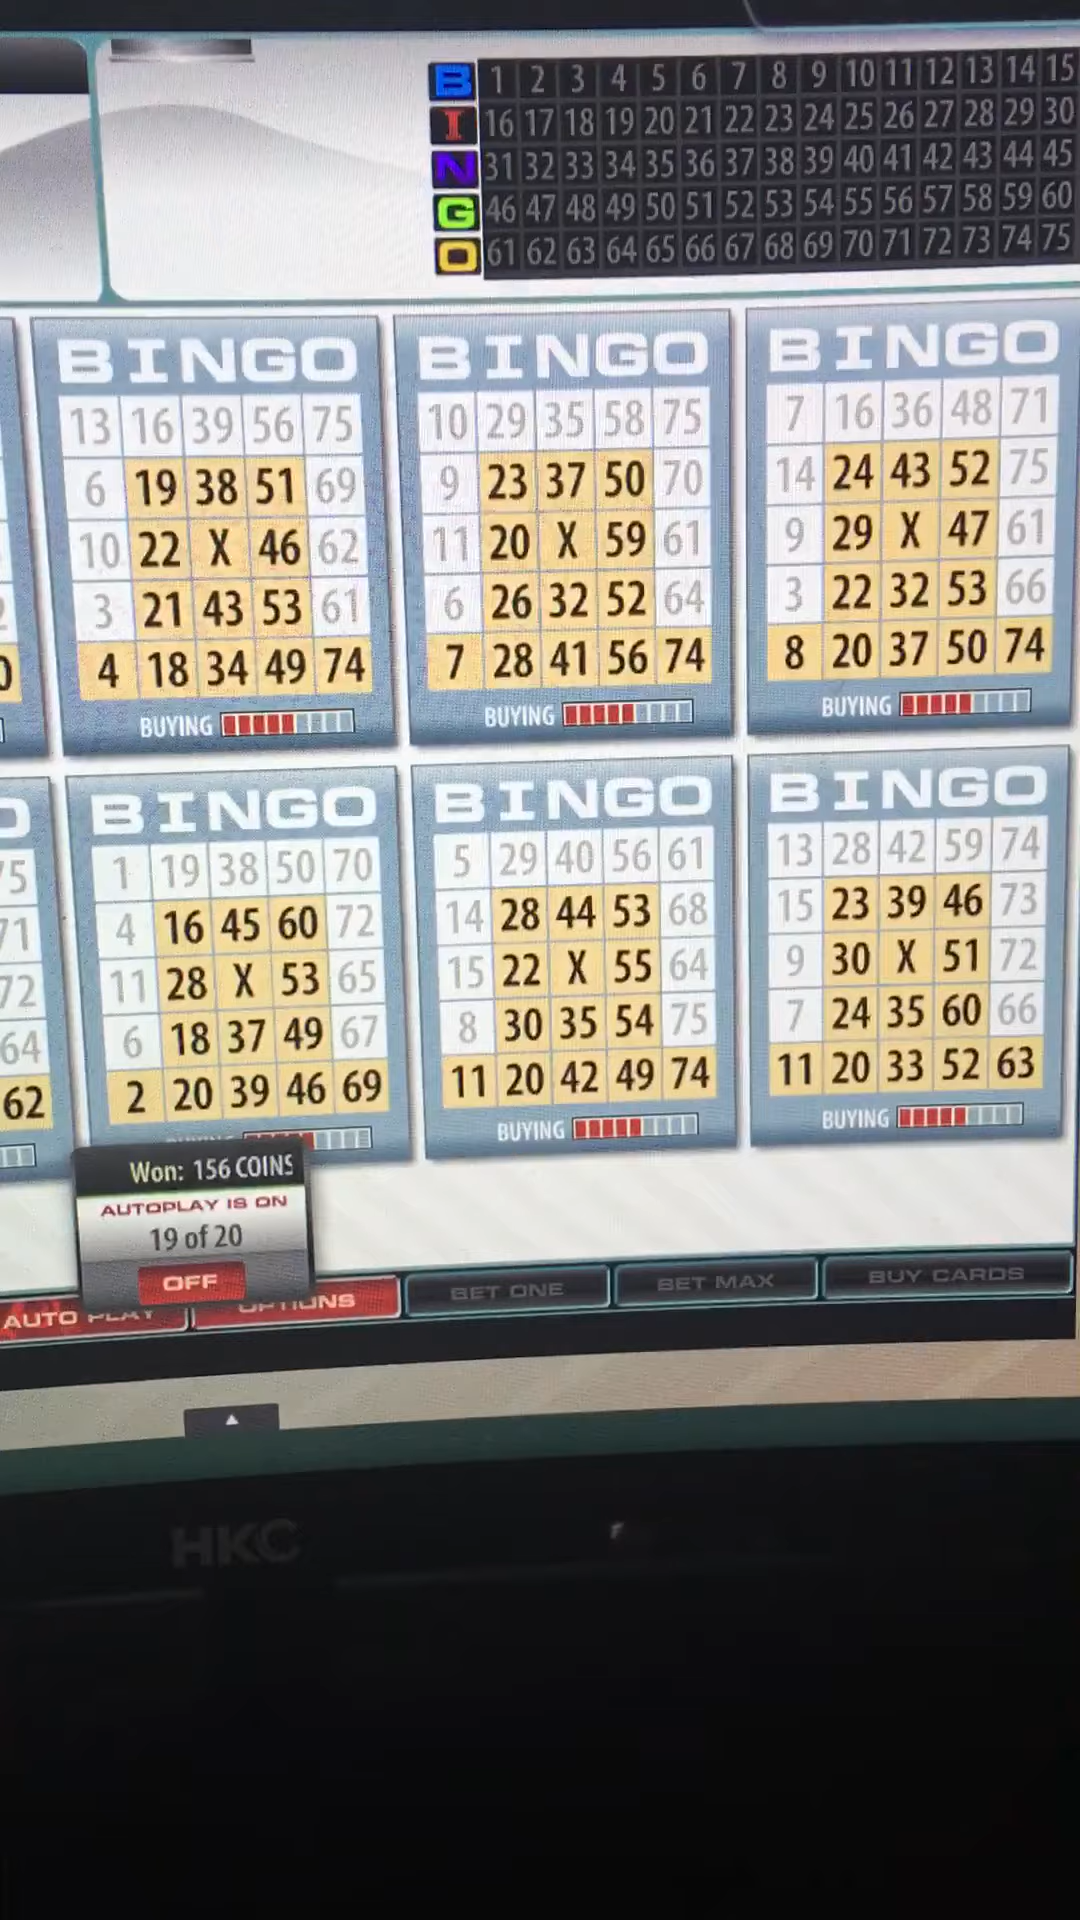 B 1 2 3 4 5 6 7 8 9 10 11 12 13 14 15
I 16 17 18 19 20 21 22 23 24 25 26 27 28 29 30
N 31 32 33 34 35 36 37 38 39 40 41 42 43 44 45
G 46 47 48 49 50 51 52 53 54 55 56 57 58 59 60
O 61 62 63 64 65 66 67 68 69 70 71 72 73 74 75
BINGO
13 16 39 56 75
6 19 38 51 69
10 22 X 46 62
3 21 43 53 61
4 18 34 49 74
BUYING
BINGO
10 29 35 58 75
9 23 37 50 70
11 20 X 59 61
6 26 32 52 64
7 28 41 56 74
BUYING
BINGO
7 16 36 48 71
14 24 43 52 75
9 29 X 47 61
3 22 32 53 66
8 20 37 50 74
BUYING
O
75
71
72
64
62
BINGO
1 19 38 50 70
4 16 45 60 72
11 28 X 53 65
6 18 37 49 67
2 20 39 46 69
BINGO
5 29 40 56 61
14 28 44 53 68
15 22 X 55 64
8 30 35 54 75
11 20 42 49 74
BUYING
BINGO
13 28 42 59 74
15 23 39 46 73
9 30 X 51 72
7 24 35 60 66
11 20 33 52 63
BUYING
Won: 156 COINS
AUTOPLAY IS ON
19 of 20
OFF
AUTO PLAY
OPTIONS
BET ONE
BET MAX
BUY CARDS
HKC